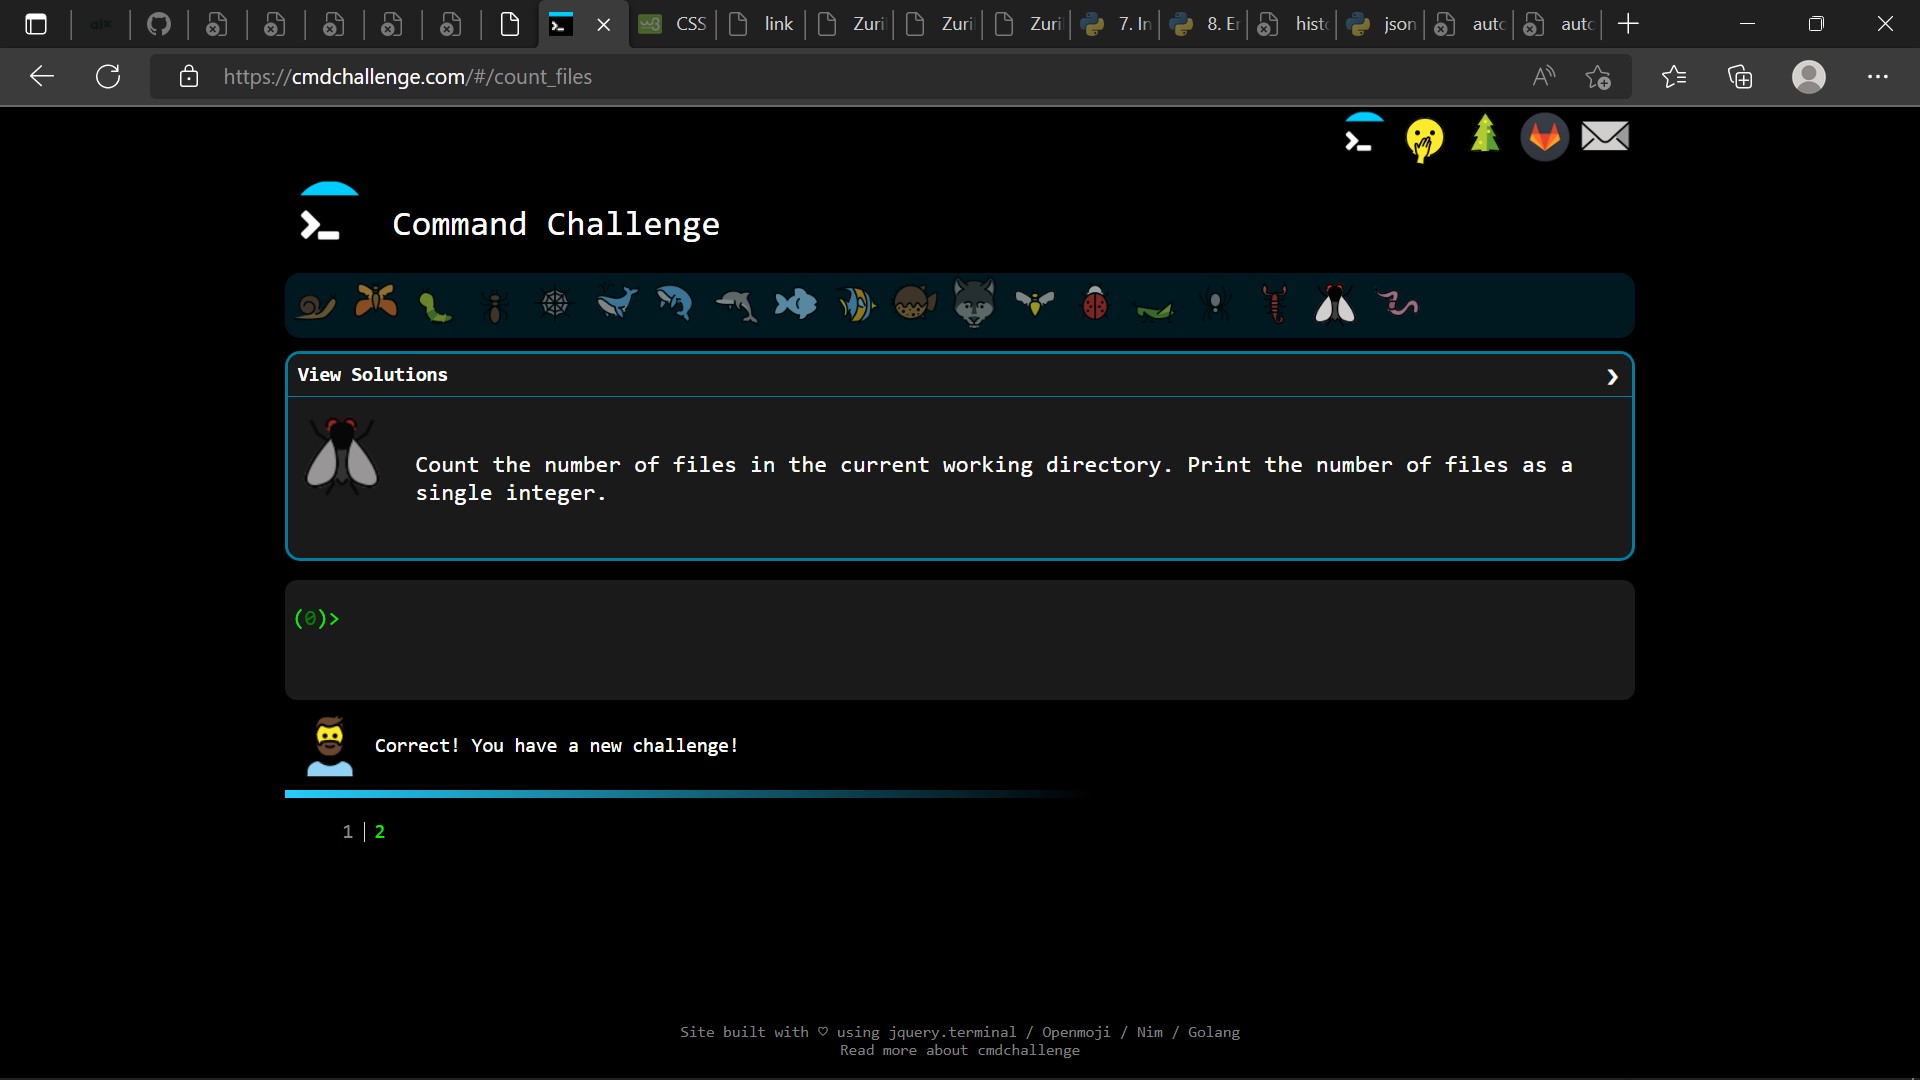 alx
CSS
link
Zuri
Zuri
Zuri
7. In
8. Er
histo
json
auto
auto
https://cmdchallenge.com/#/count_files
Command Challenge
View Solutions
Count the number of files in the current working directory. Print the number of files as a
single integer.
(0)>
Correct! You have a new challenge!
1 2
Site built with ♡ using jquery.terminal / Openmoji / Nim / Golang
Read more about cmdchallenge